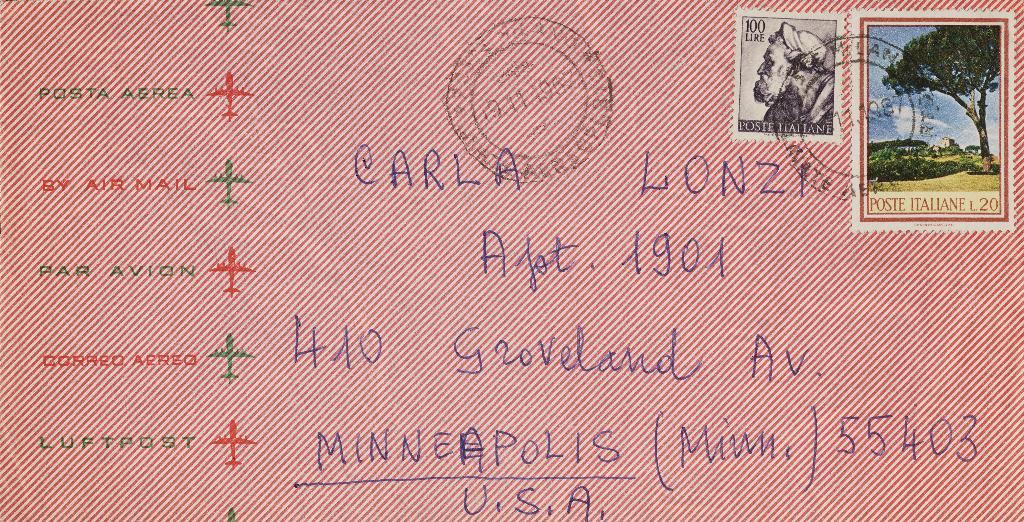 POSTA AEREA
BY AIR MAIL
PAR AVION
CORREO AEREO
LUFTPOST
100
LIRE
POSTE ITALIANE
POSTE ITALIANE L.20
CARLA LONZI
Apt. 1901
410 Groveland Av.
MINNEAPOLIS (Minn.) 55403
U.S.A.